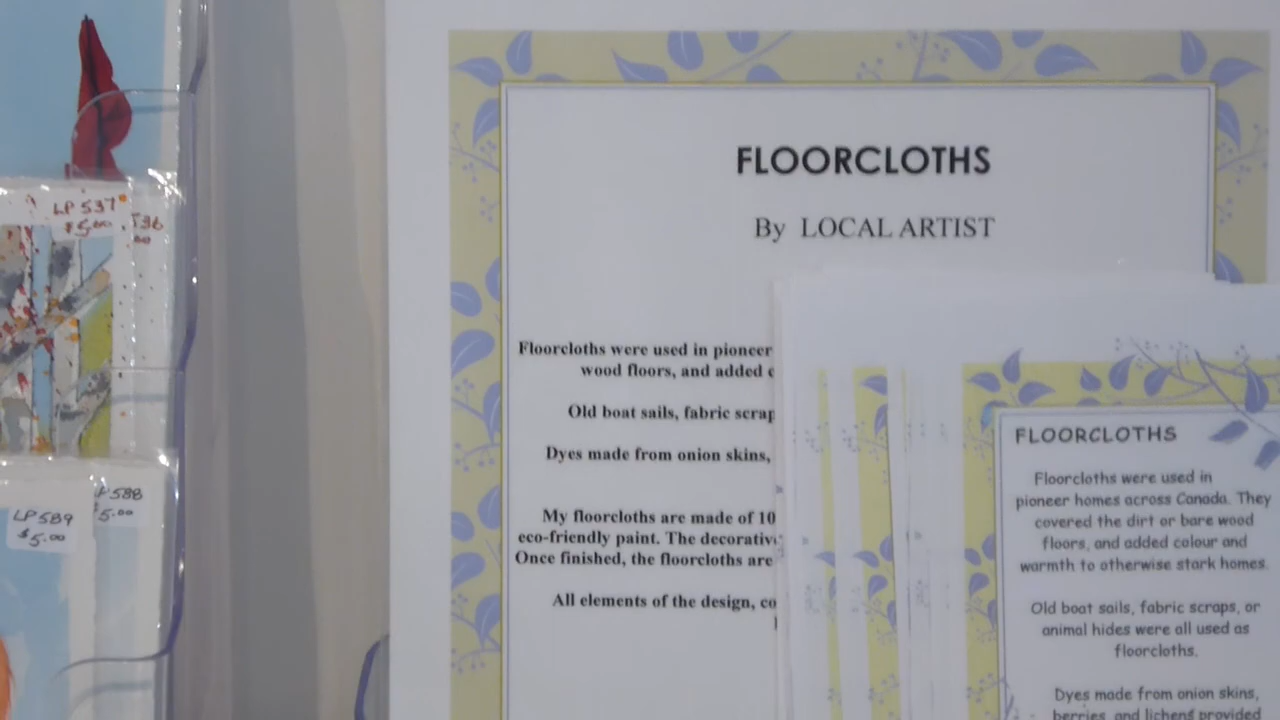 LP 537
$5.00
LP589
$5.00
588
5.00
FLOORCLOTHS
By LOCAL ARTIST
Floorcloths were used in pioneer
wood floors, and added
Old boat sails, fabric scrap
Dyes made from onion skins,
My floorcloths are made of 10
eco-friendly paint. The decorativ
Once finished, the floorcloths are
All elements of the design, co
FLOORCLOTHS
Floorcloths were used in
pioneer homes across Canada. They
covered the dirt or bare wood
floors, and added colour and
warmth to otherwise stark homes.
Old boat sails, fabric scraps, or
animal hides were all used as
floorcloths.
Dyes made from onion skins,
berries, and lichens provided